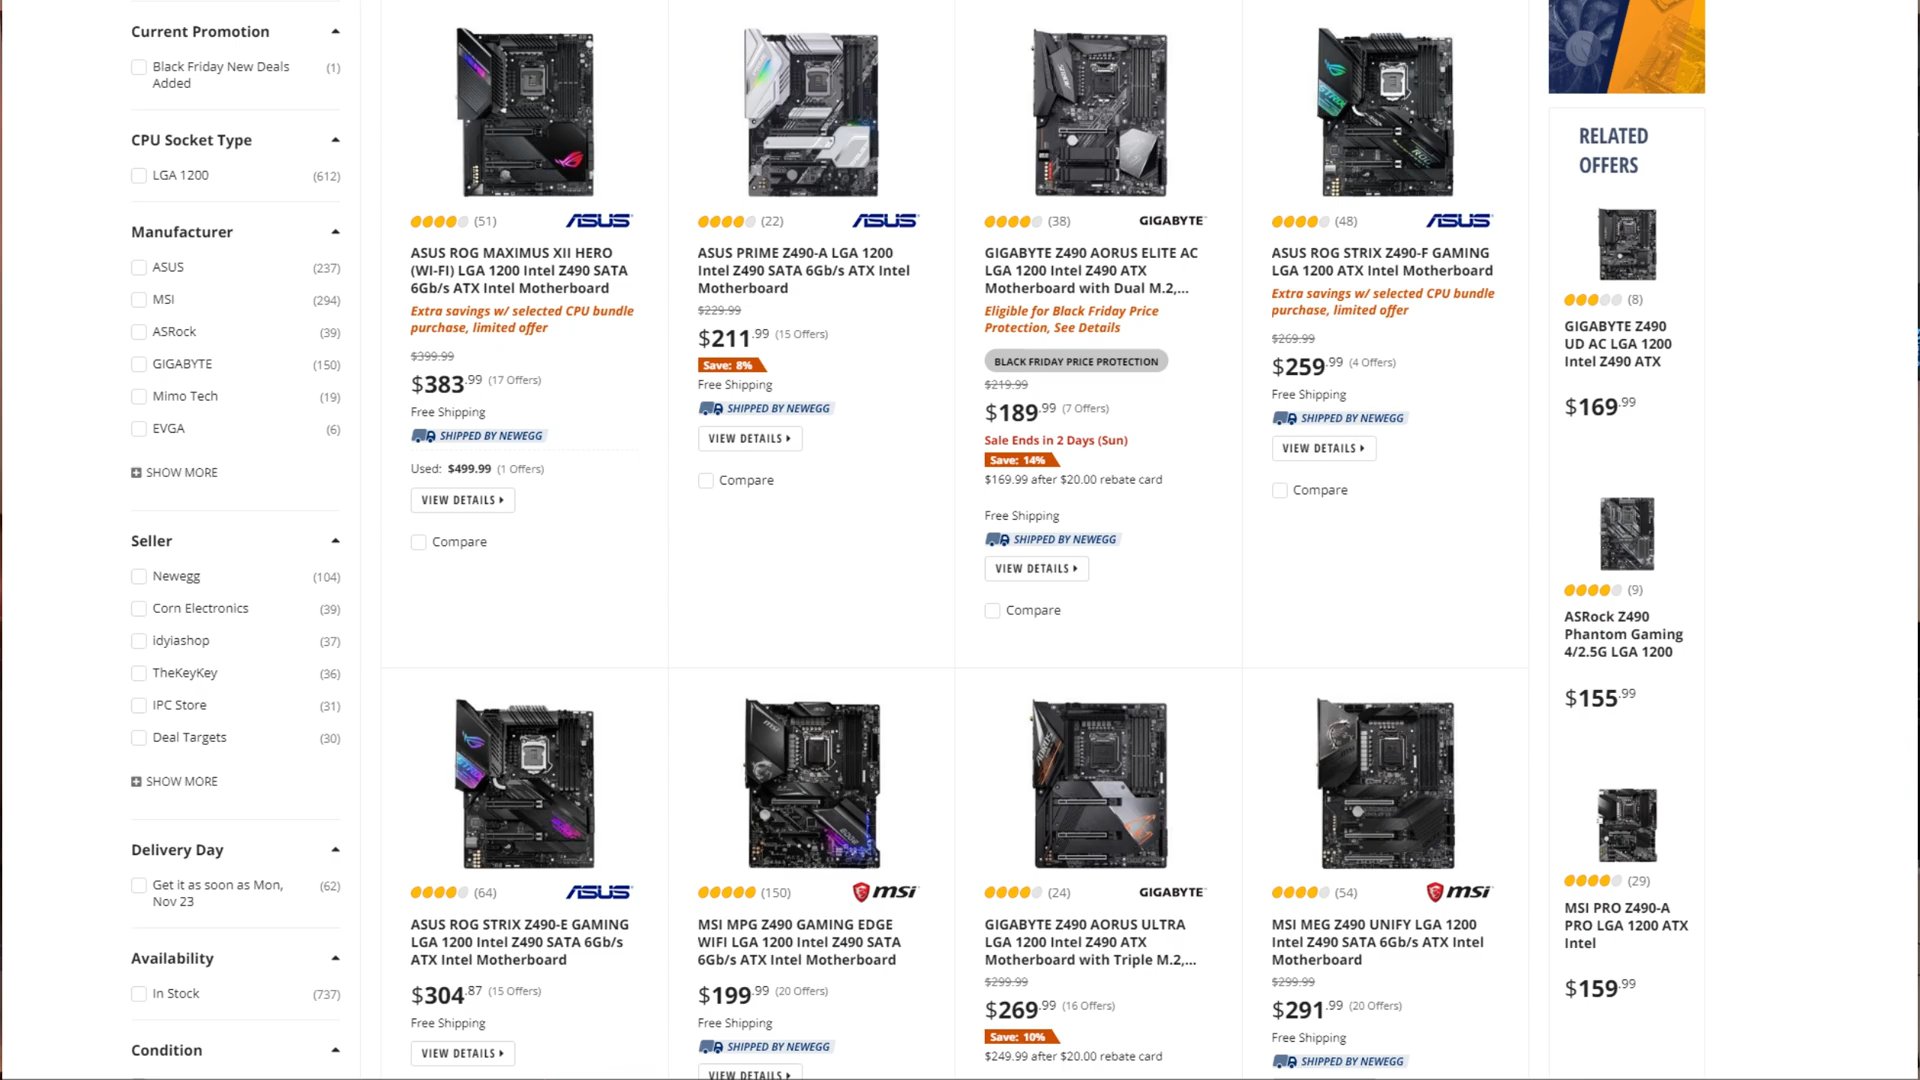 Current Promotion
Black Friday New Deals
Added
(1)
CPU Socket Type
LGA 1200
(612)
Manufacturer
ASUS
(237)
MSI
(294)
ASRock
(39)
GIGABYTE
(150)
Mimo Tech
(19)
EVGA
(6)
SHOW MORE
Seller
Newegg
(104)
Corn Electronics
(39)
idyiashop
(37)
TheKeyKey
(36)
IPC Store
(31)
Deal Targets
(30)
SHOW MORE
Delivery Day
Get it as soon as Mon,
Nov 23
(62)
Availability
In Stock
(737)
Condition
(51)
ASUS
ASUS ROG MAXIMUS XII HERO
(WI-FI) LGA 1200 Intel Z490 SATA
6Gb/s ATX Intel Motherboard
Extra savings w/ selected CPU bundle
purchase, limited offer
$399.99
$383.99 (17 Offers)
Free Shipping
SHIPPED BY NEWEGG
Used: $499.99 (1 Offers)
VIEW DETAILS
Compare
(22)
ASUS
ASUS PRIME Z490-A LGA 1200
Intel Z490 SATA 6Gb/s ATX Intel
Motherboard
$229.99
$211.99 (15 Offers)
Save: 8%
Free Shipping
SHIPPED BY NEWEGG
VIEW DETAILS
Compare
(38)
GIGABYTE
GIGABYTE Z490 AORUS ELITE AC
LGA 1200 Intel Z490 ATX
Motherboard with Dual M.2,...
Eligible for Black Friday Price
Protection, See Details
BLACK FRIDAY PRICE PROTECTION
$219.99
$189.99 (7 Offers)
Sale Ends in 2 Days (Sun)
Save: 14%
$169.99 after $20.00 rebate card
Free Shipping
SHIPPED BY NEWEGG
VIEW DETAILS
Compare
(48)
ASUS
ASUS ROG STRIX Z490-F GAMING
LGA 1200 ATX Intel Motherboard
Extra savings w/ selected CPU bundle
purchase, limited offer
$269.99
$259.99 (4 Offers)
Free Shipping
SHIPPED BY NEWEGG
VIEW DETAILS
Compare
(64)
ASUS
ASUS ROG STRIX Z490-E GAMING
LGA 1200 Intel Z490 SATA 6Gb/s
ATX Intel Motherboard
$304.87 (15 Offers)
Free Shipping
VIEW DETAILS
(150)
msi
MSI MPG Z490 GAMING EDGE
WIFI LGA 1200 Intel Z490 SATA
6Gb/s ATX Intel Motherboard
$199.99 (20 Offers)
Free Shipping
SHIPPED BY NEWEGG
VIEW DETAILS
(24)
GIGABYTE
GIGABYTE Z490 AORUS ULTRA
LGA 1200 Intel Z490 ATX
Motherboard with Triple M.2,...
$299.99
$269.99 (16 Offers)
Save: 10%
$249.99 after $20.00 rebate card
(54)
msi
MSI MEG Z490 UNIFY LGA 1200
Intel Z490 SATA 6Gb/s ATX Intel
Motherboard
$299.99
$291.99 (20 Offers)
Free Shipping
SHIPPED BY NEWEGG
RELATED
OFFERS
(8)
GIGABYTE Z490
UD AC LGA 1200
Intel Z490 ATX
$169.99
(9)
ASRock Z490
Phantom Gaming
4/2.5G LGA 1200
$155.99
(29)
MSI PRO Z490-A
PRO LGA 1200 ATX
Intel
$159.99